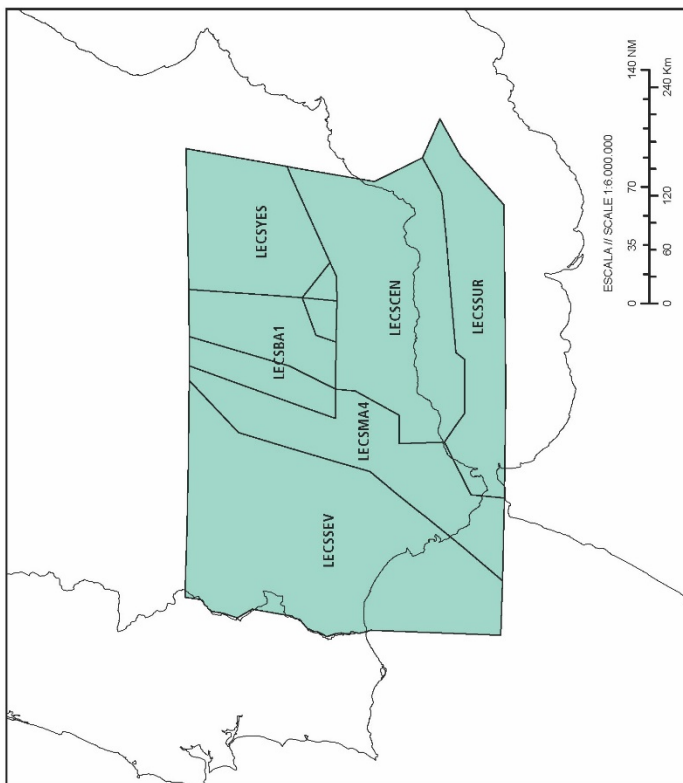 LECSSEV
LECSMA4
LECSBA1
LECSYES
LECSCEN
LECSSUR
ESCALA // SCALE 1:6.000.000
0 35 70 140 NM
0 60 120 240 Km